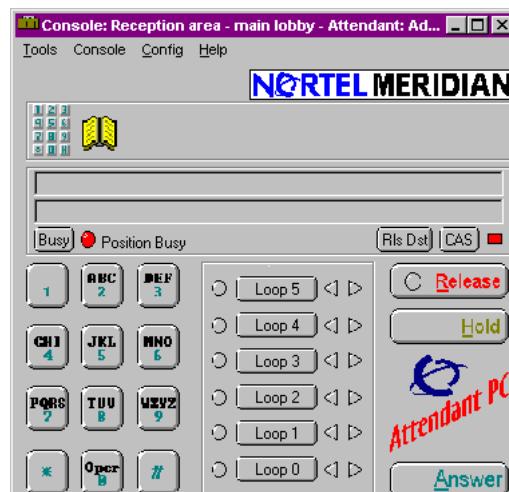 Console: Reception area - main lobby - Attendant: Ad...
Tools Console Config Help
NORTEL MERIDIAN
Busy Position Busy Rls Dst CAS
1 ABC 2 DEF 3
GHI 4 JKL 5 MNO 6
PQRS 7 TUV 8 WXYZ 9
* Oper 0 #
Loop 5
Loop 4
Loop 3
Loop 2
Loop 1
Loop 0
Release
Hold
Attendant PC
Answer